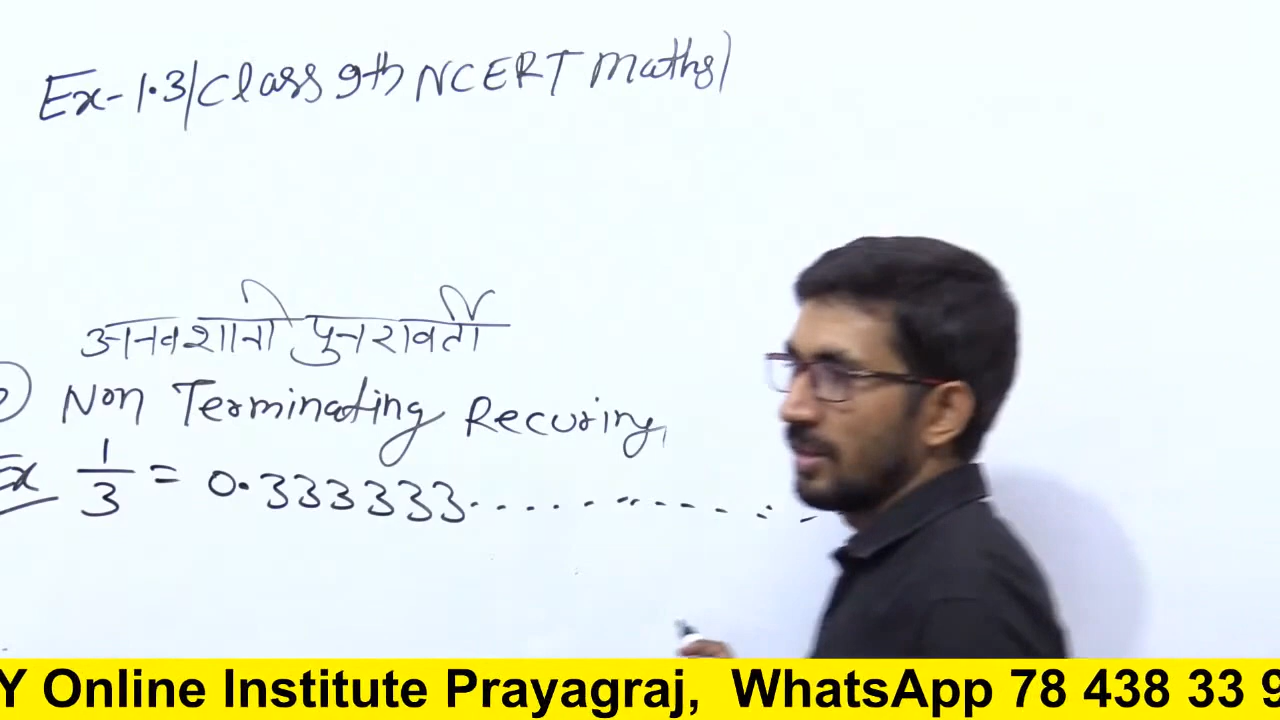 Ex-1.3/Class 9th NCERT Maths)
अनवशानी पुनरावर्ती
Non Terminating Recuring,
Ex 1/3 = 0.333333..............
Y Online Institute Prayagraj, WhatsApp 78 438 33 9